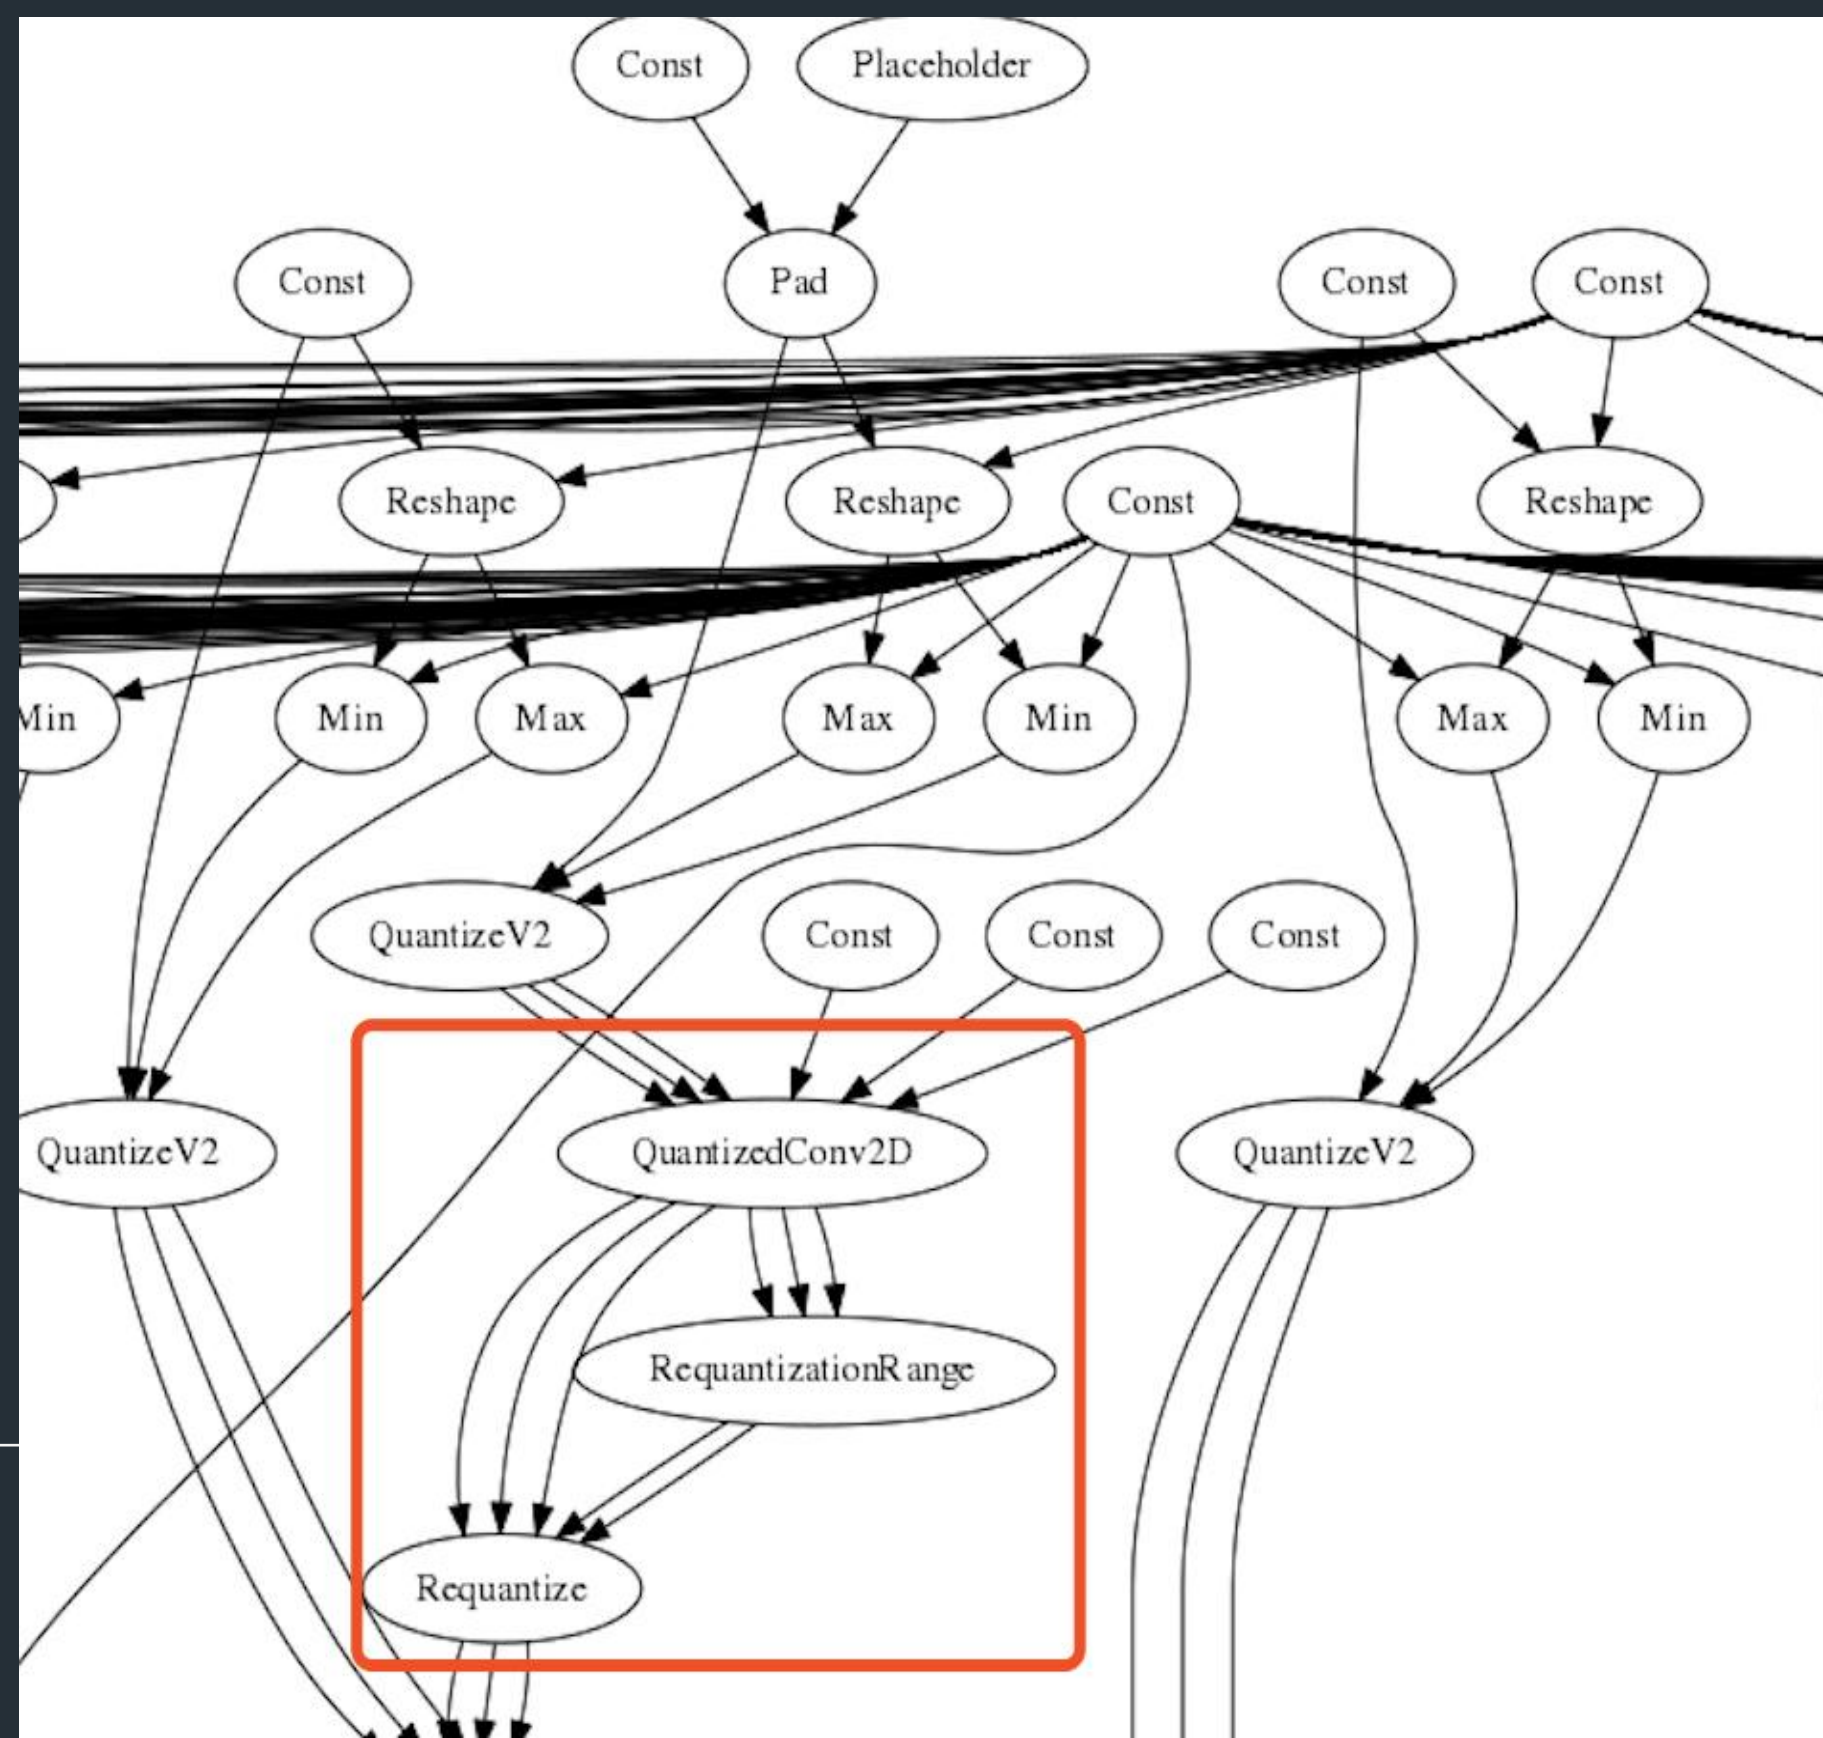 Const
Placeholder
Const
Pad
Const
Const
Reshape
Reshape
Const
Reshape
Min
Min
Max
Max
Min
Max
Min
QuantizeV2
Const
Const
Const
QuantizeV2
QuantizedConv2D
QuantizeV2
RequantizationRange
Requantize